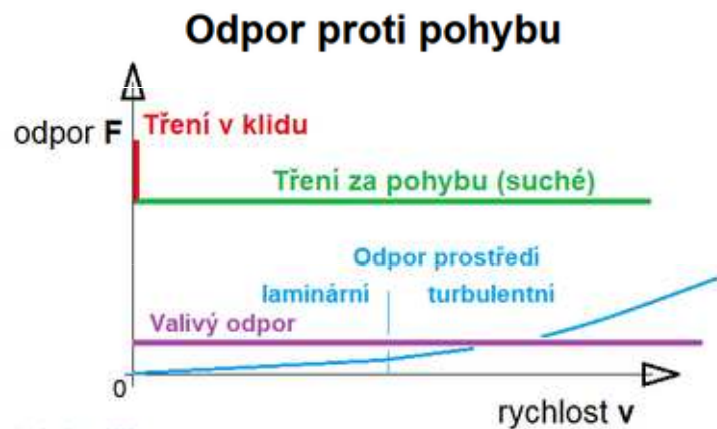 Odpor proti pohybu
odpor F
Tření v klidu
Tření za pohybu (suché)
Odpor prostředí
laminární
turbulentní
Valivý odpor
0
rychlost v